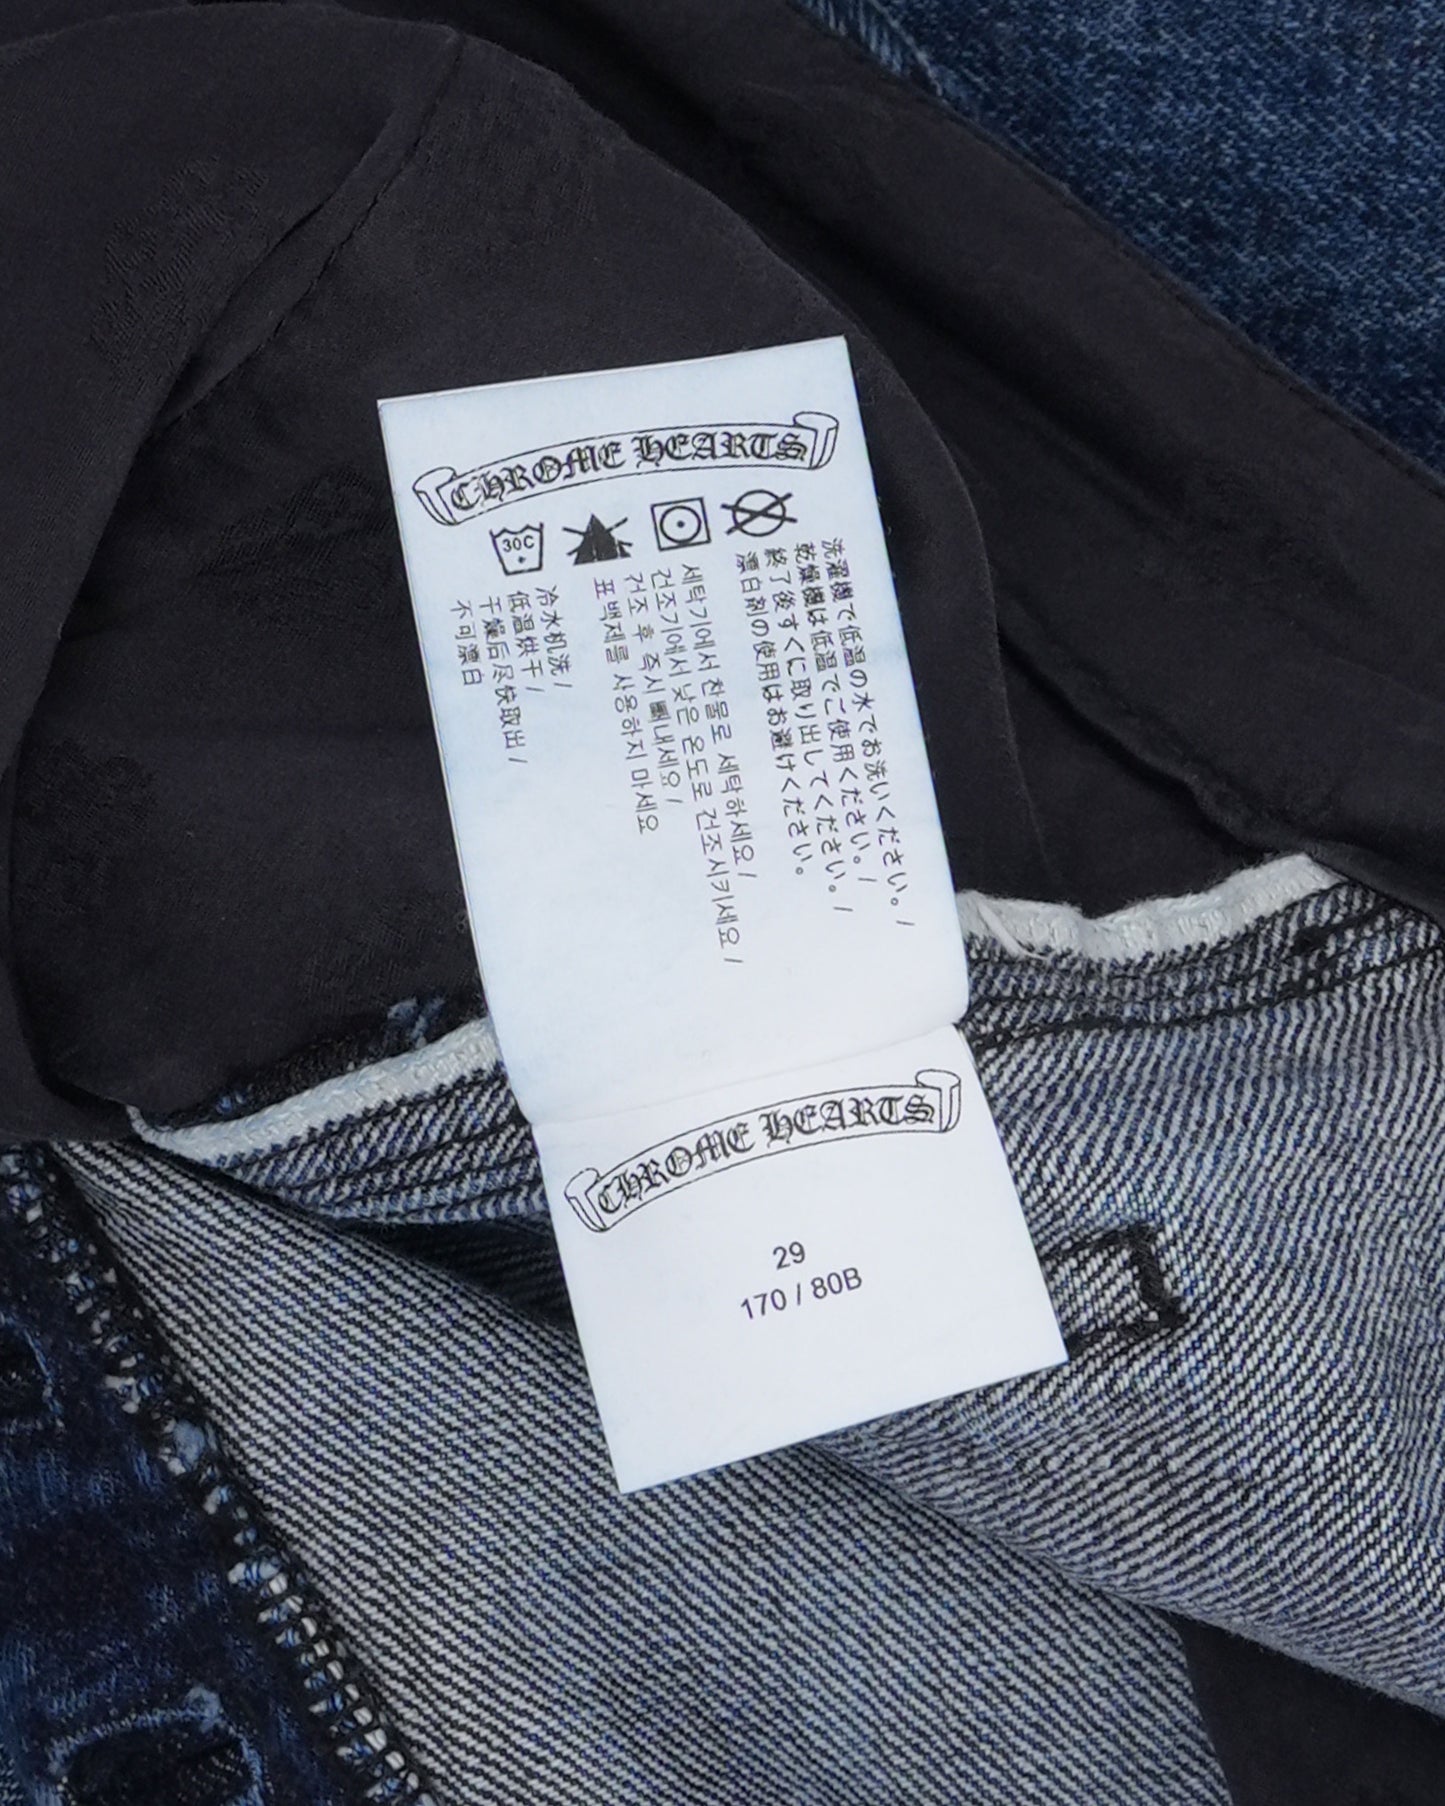 CHROME HEARTS
30C
洗濯機で低温の水でお洗いください。/
乾燥機は低温でご使用ください。/
終了後すぐに取り出してください。/
漂白剤の使用はお避けください。
세탁기에서 찬물로 세탁하세요/
건조기에서 낮은 온도로 건조시키세요/
건조 후 즉시 빼내세요/
표백제를 사용하지 마세요
冷水机洗/
低温烘干/
干燥后尽快取出/
不可漂白
CHROME HEARTS
29
170 / 80B